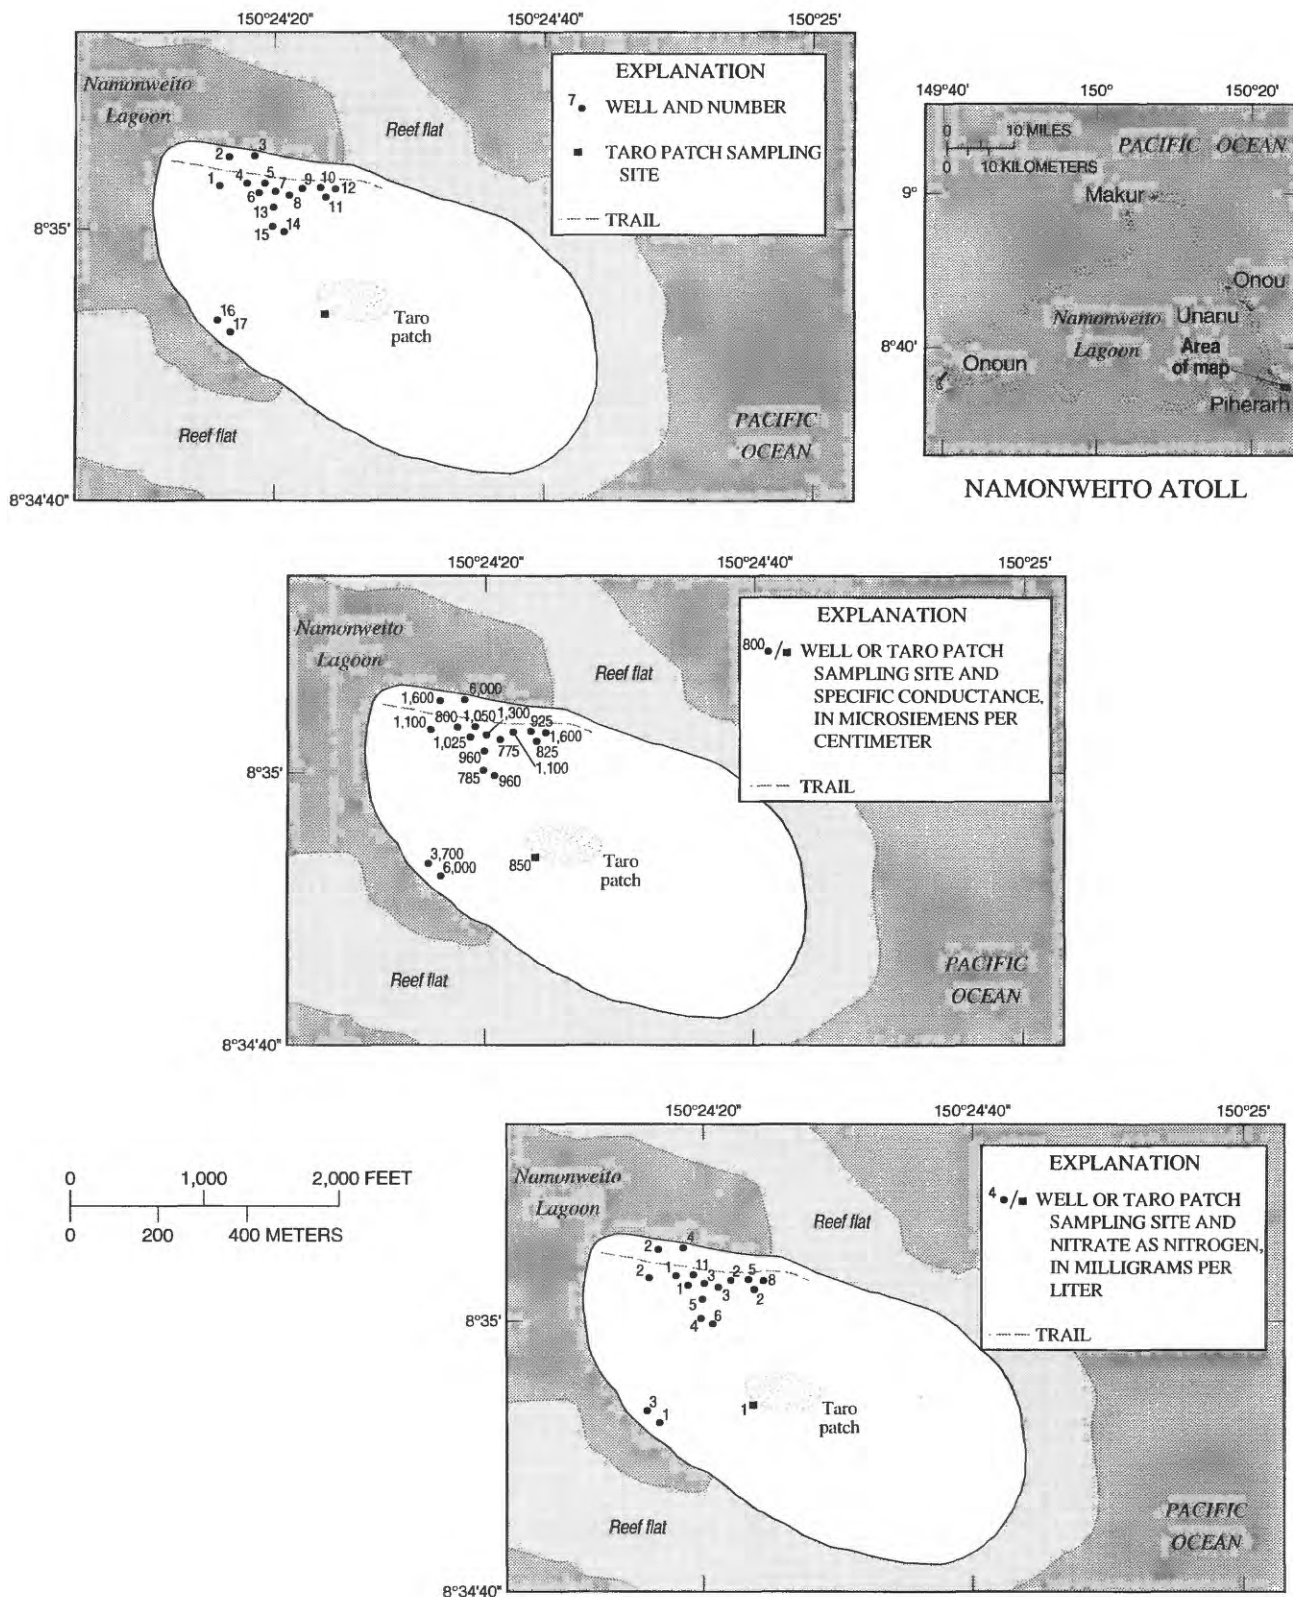 150°24'20"
150°24'40"
150°25'
Namonweito
Lagoon
Reef flat
EXPLANATION
7 WELL AND NUMBER
TARO PATCH SAMPLING
SITE
TRAIL
2
3
1
4
5
6
7
8
9
10
11
12
13
14
15
8°35'
16
17
Taro
patch
Reef flat
PACIFIC
OCEAN
8°34'40"
149°40'
150°
150°20'
0 10 MILES
0 10 KILOMETERS
PACIFIC OCEAN
9°
Makur
Onou
Unanu
Namonweito
Lagoon
8°40'
Area
of map
Onoun
Piherarh
NAMONWEITO ATOLL
150°24'20"
150°24'40"
150°25'
Namonweito
Lagoon
Reef flat
EXPLANATION
800 / WELL OR TARO PATCH
SAMPLING SITE AND
SPECIFIC CONDUCTANCE,
IN MICROSIEMENS PER
CENTIMETER
TRAIL
1,600
6,000
1,100
860
1,050
1,300
925
1,600
1,025
775
825
1,100
960
785
960
8°35'
3,700
6,000
850
Taro
patch
Reef flat
PACIFIC
OCEAN
8°34'40"
0 1,000 2,000 FEET
0 200 400 METERS
150°24'20"
150°24'40"
150°25'
Namonweito
Lagoon
Reef flat
EXPLANATION
4 / WELL OR TARO PATCH
SAMPLING SITE AND
NITRATE AS NITROGEN,
IN MILLIGRAMS PER
LITER
TRAIL
2
4
2
1
11
1
3
3
2
5
8
2
5
4
6
8°35'
3
1
1
Taro
patch
Reef flat
PACIFIC
OCEAN
8°34'40"